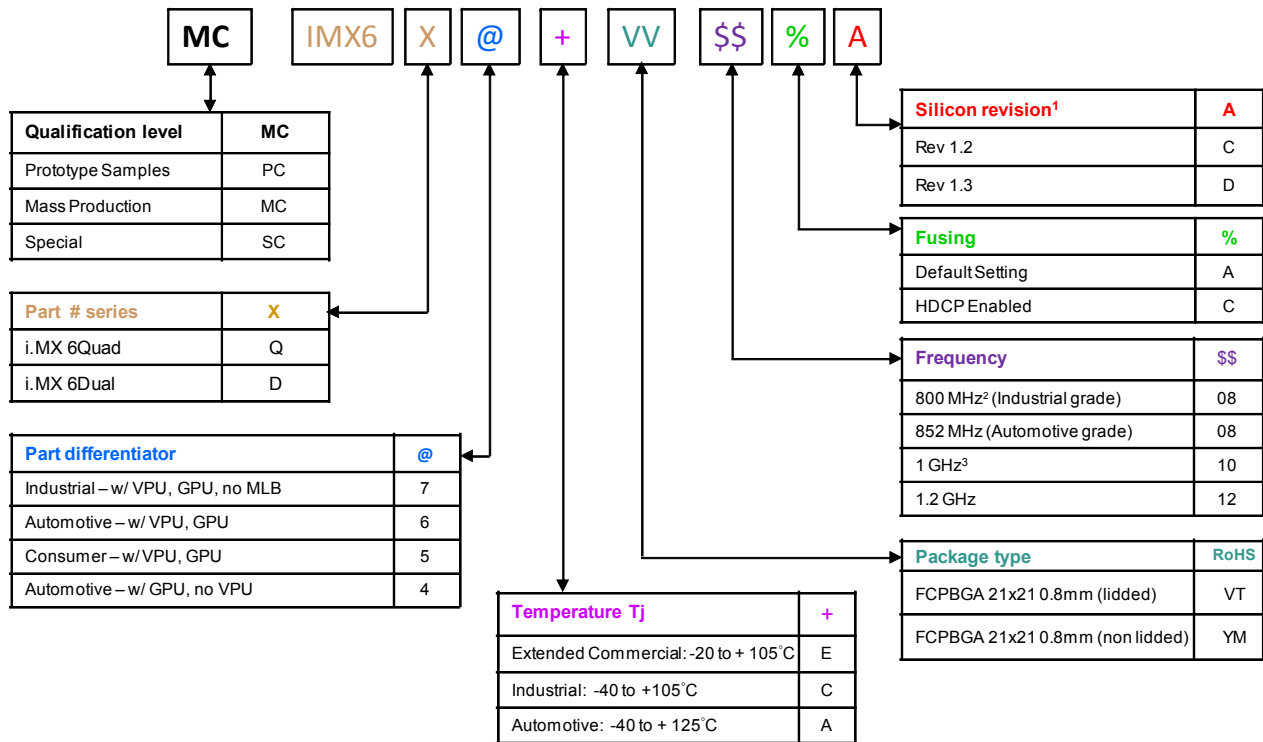 MC IMX6 X @ + VV $$ % A
Qualification level MC
Prototype Samples PC
Mass Production MC
Special SC
Part # series X
i.MX 6Quad Q
i.MX 6Dual D
Part differentiator @
Industrial – w/ VPU, GPU, no MLB 7
Automotive – w/ VPU, GPU 6
Consumer – w/ VPU, GPU 5
Automotive – w/ GPU, no VPU 4
Temperature Tj +
Extended Commercial: -20 to + 105°C E
Industrial: -40 to +105°C C
Automotive: -40 to + 125°C A
Silicon revision¹ A
Rev 1.2 C
Rev 1.3 D
Fusing %
Default Setting A
HDCP Enabled C
Frequency $$
800 MHz² (Industrial grade) 08
852 MHz (Automotive grade) 08
1 GHz³ 10
1.2 GHz 12
Package type RoHS
FCPBGA 21x21 0.8mm (lidded) VT
FCPBGA 21x21 0.8mm (non lidded) YM